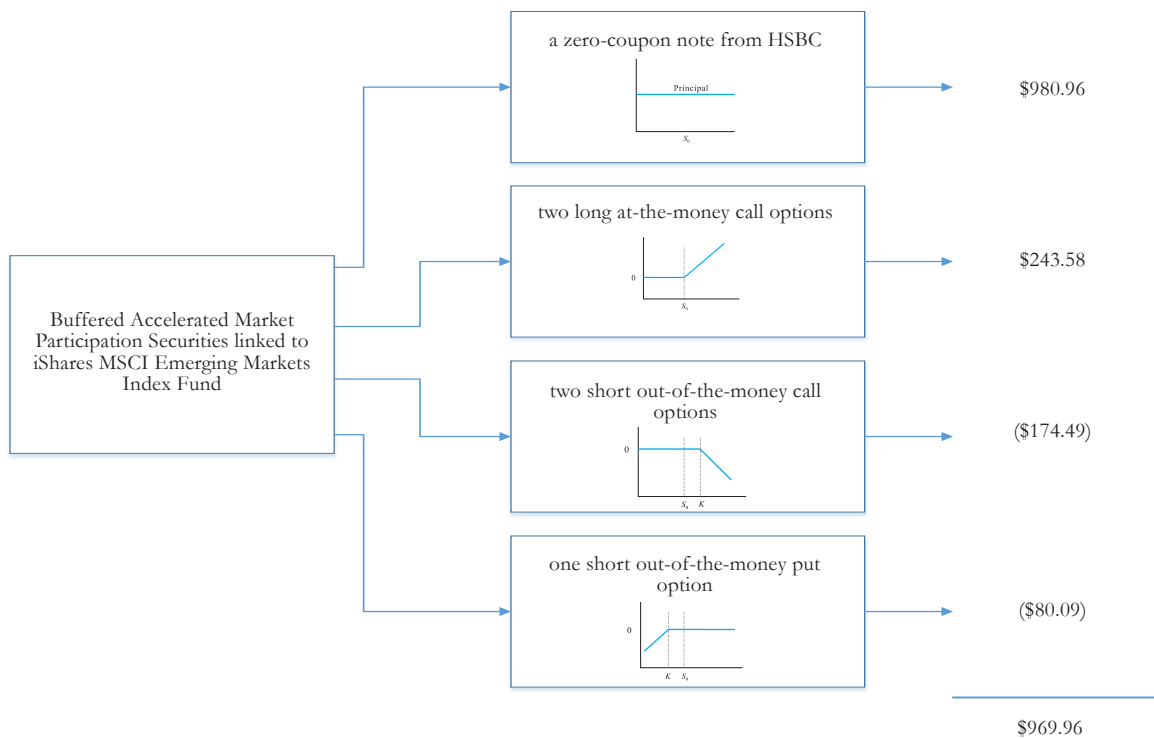 a zero-coupon note from HSBC
Principal
S₀
$980.96
two long at-the-money call options
0
S₀
$243.58
Buffered Accelerated Market
Participation Securities linked to
iShares MSCI Emerging Markets
Index Fund
two short out-of-the-money call
options
0
S₀ K
($174.49)
one short out-of-the-money put
option
0
K S₀
($80.09)
$969.96